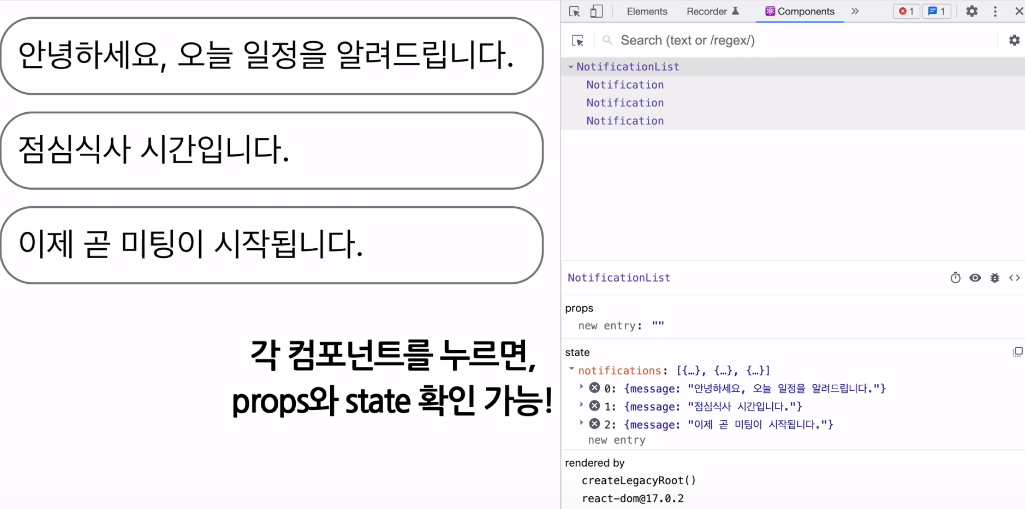 안녕하세요, 오늘 일정을 알려드립니다.
점심식사 시간입니다.
이제 곧 미팅이 시작됩니다.
각 컴포넌트를 누르면,
props와 state 확인 가능!
Elements Recorder Components » 1 1
Search (text or /regex/)
NotificationList
Notification
Notification
Notification
NotificationList
props
new entry: ""
state
notifications: [{…}, {…}, {…}]
0: {message: "안녕하세요, 오늘 일정을 알려드립니다."}
1: {message: "점심식사 시간입니다."}
2: {message: "이제 곧 미팅이 시작됩니다."}
new entry
rendered by
createLegacyRoot()
react-dom@17.0.2